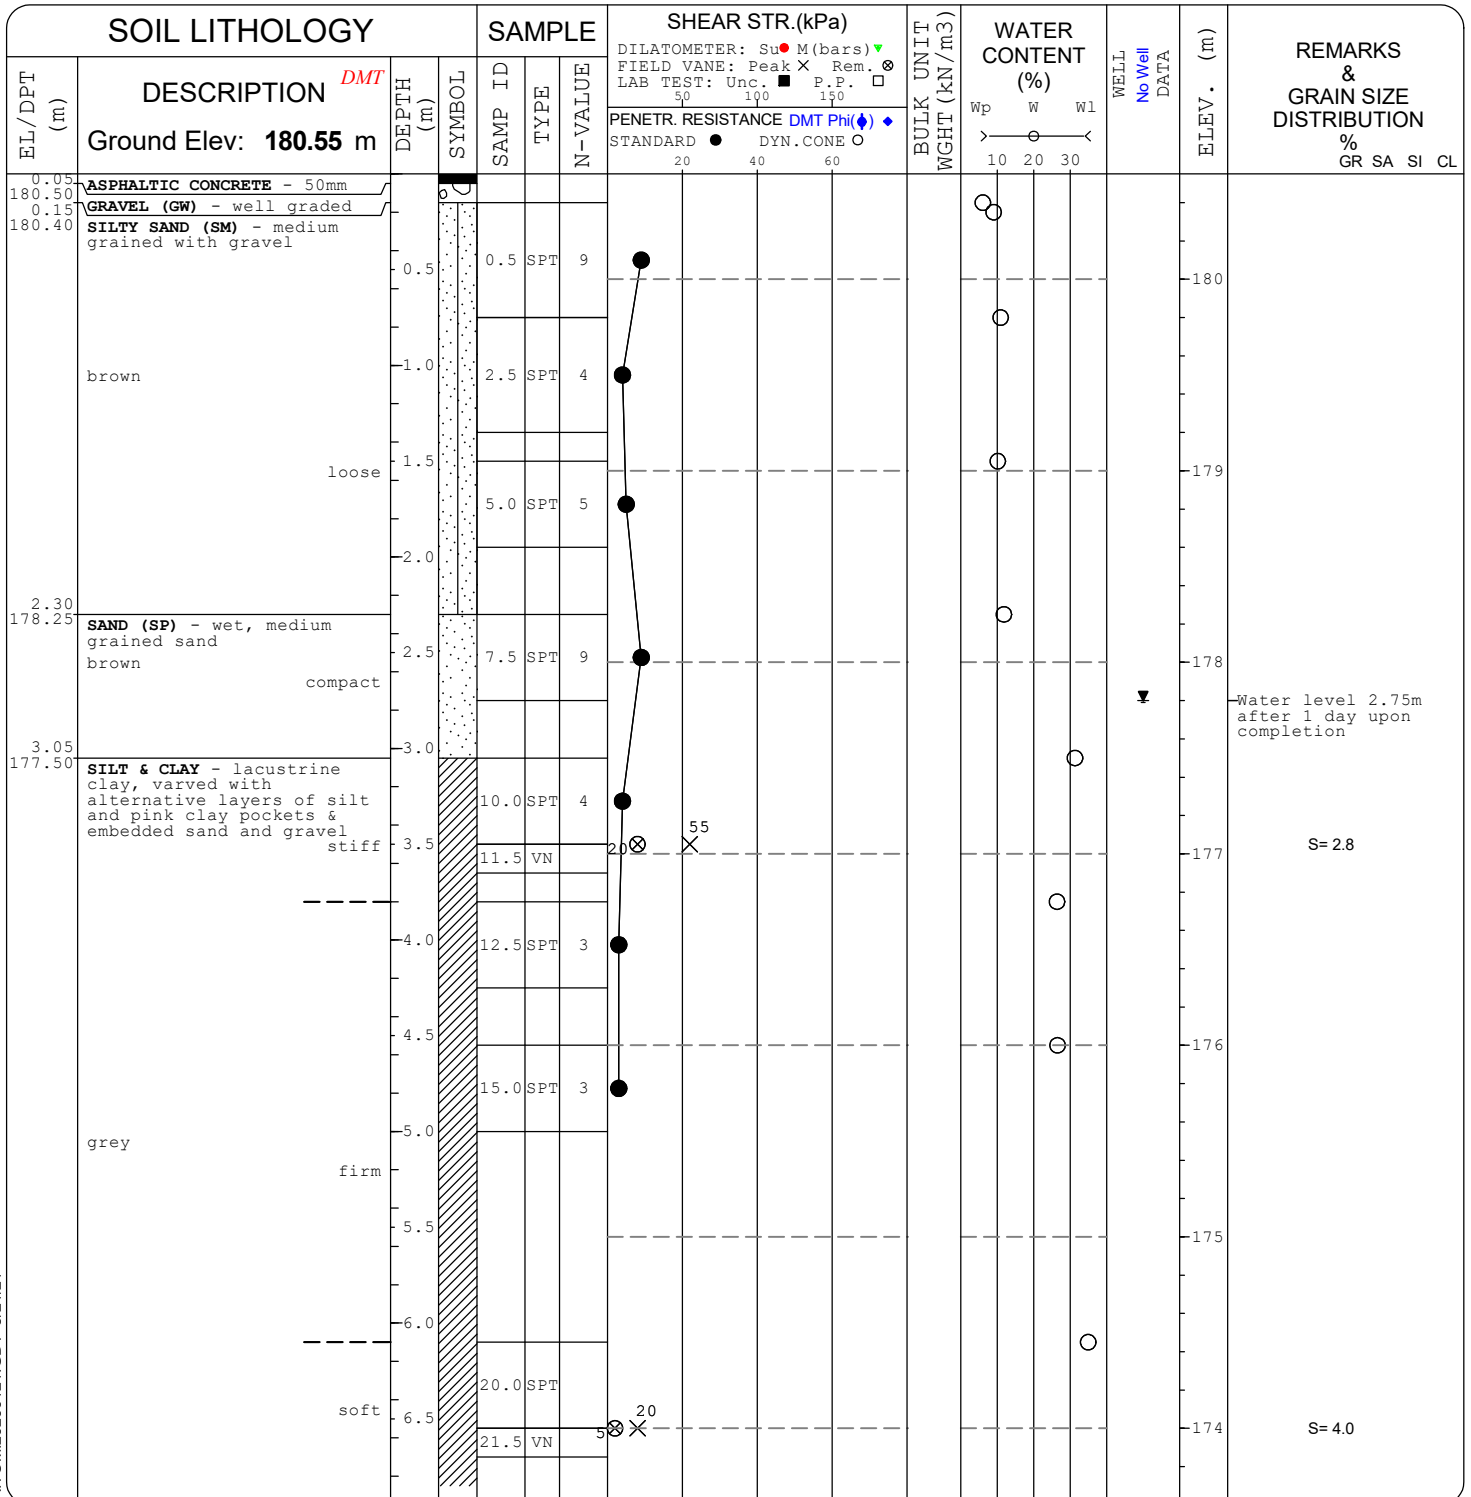 SOIL LITHOLOGY
SAMPLE
SHEAR STR.(kPa)
DILATOMETER: Su M(bars)
FIELD VANE: Peak Rem.
LAB TEST: Unc. P.P.
50 100 150
PENETR. RESISTANCE DMT Phi(ϕ)
STANDARD DYN.CONE
20 40 60
BULK UNIT
WGHT(kN/m3)
WATER
CONTENT
(%)
Wp W Wl
10 20 30
WELL
No Well
DATA
ELEV. (m)
REMARKS
&
GRAIN SIZE
DISTRIBUTION
%
GR SA SI CL
EL/DPT
(m)
DESCRIPTION
DMT
Ground Elev: 180.55 m
DEPTH
(m)
SYMBOL
SAMP ID
TYPE
N-VALUE
0.05
180.50
ASPHALTIC CONCRETE - 50mm
0.15
180.40
GRAVEL (GW) - well graded
SILTY SAND (SM) - medium
grained with gravel
0.5
0.5 SPT 9
180
brown
1.0
2.5 SPT 4
loose
1.5
179
5.0 SPT 5
2.0
2.30
178.25
SAND (SP) - wet, medium
grained sand
brown
2.5
7.5 SPT 9
178
compact
Water level 2.75m
after 1 day upon
completion
3.05
177.50
3.0
SILT & CLAY - lacustrine
clay, varved with
alternative layers of silt
and pink clay pockets &
embedded sand and gravel
10.0 SPT 4
stiff
3.5
20
55
S= 2.8
11.5 VN
177
4.0
12.5 SPT 3
4.5
176
15.0 SPT 3
5.0
grey
firm
5.5
175
6.0
20.0 SPT
soft
6.5
5
20
174
S= 4.0
21.5 VN